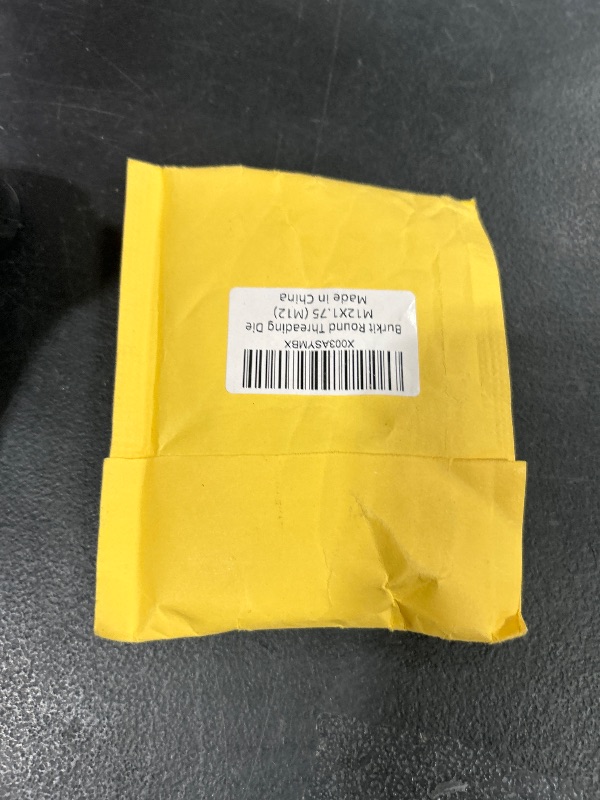 X003ASYMBX
Burkit Round Threading Die
M12X1.75 (M12)
Made in China